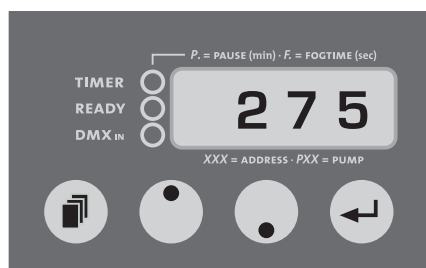 P. = PAUSE (min) · F. = FOGTIME (sec)
TIMER
READY
DMX IN
275
XXX = ADDRESS · PXX = PUMP